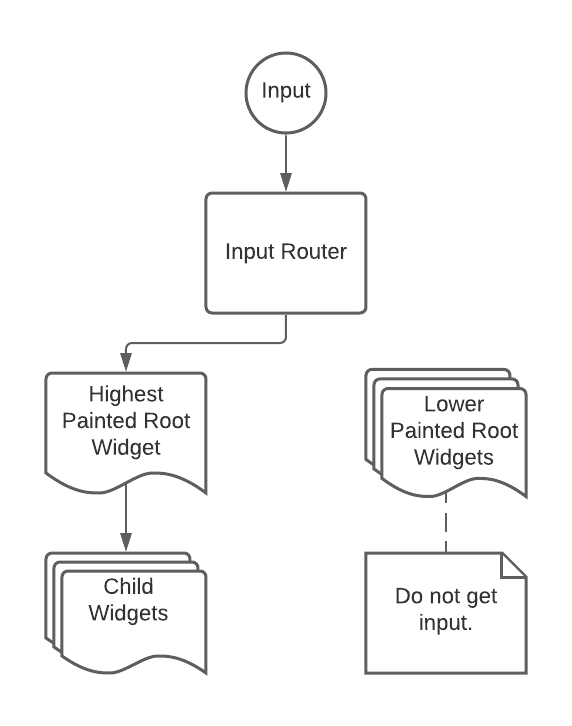 Input
Input Router
Highest
Painted Root
Widget
Lower
Painted Root
Widgets
Child
Widgets
Do not get
input.